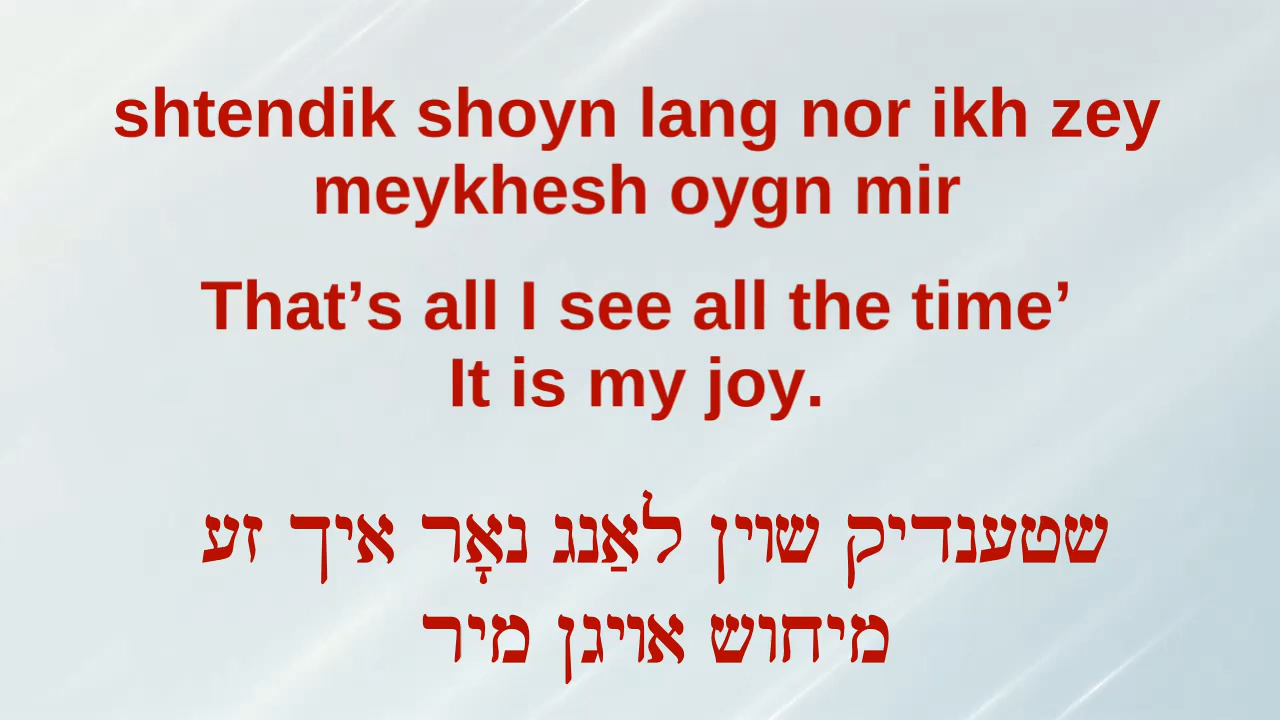 shtendik shoyn lang nor ikh zey
meykhesh oygn mir
That’s all I see all the time’
It is my joy.
שטענדיק שוין לאַנג נאָר איך זע
מיחוש אויגן מיר